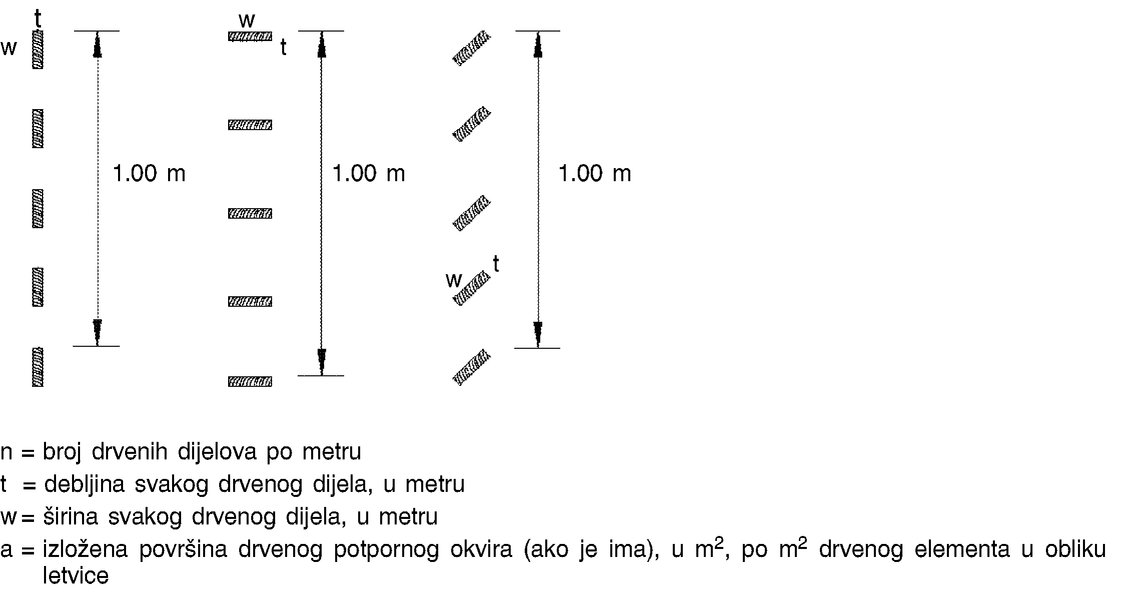 t
w
w
t
1.00 m
1.00 m
1.00 m
w
t
n = broj drvenih dijelova po metru
t = debljina svakog drvenog dijela, u metru
w = širina svakog drvenog dijela, u metru
a = izložena površina drvenog potpornog okvira (ako je ima), u m², po m² drvenog elementa u obliku
letvice